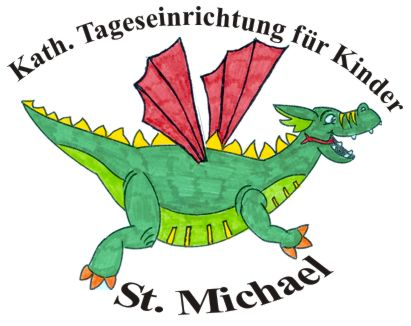 Kath. Tageseinrichtung für Kinder
St. Michael